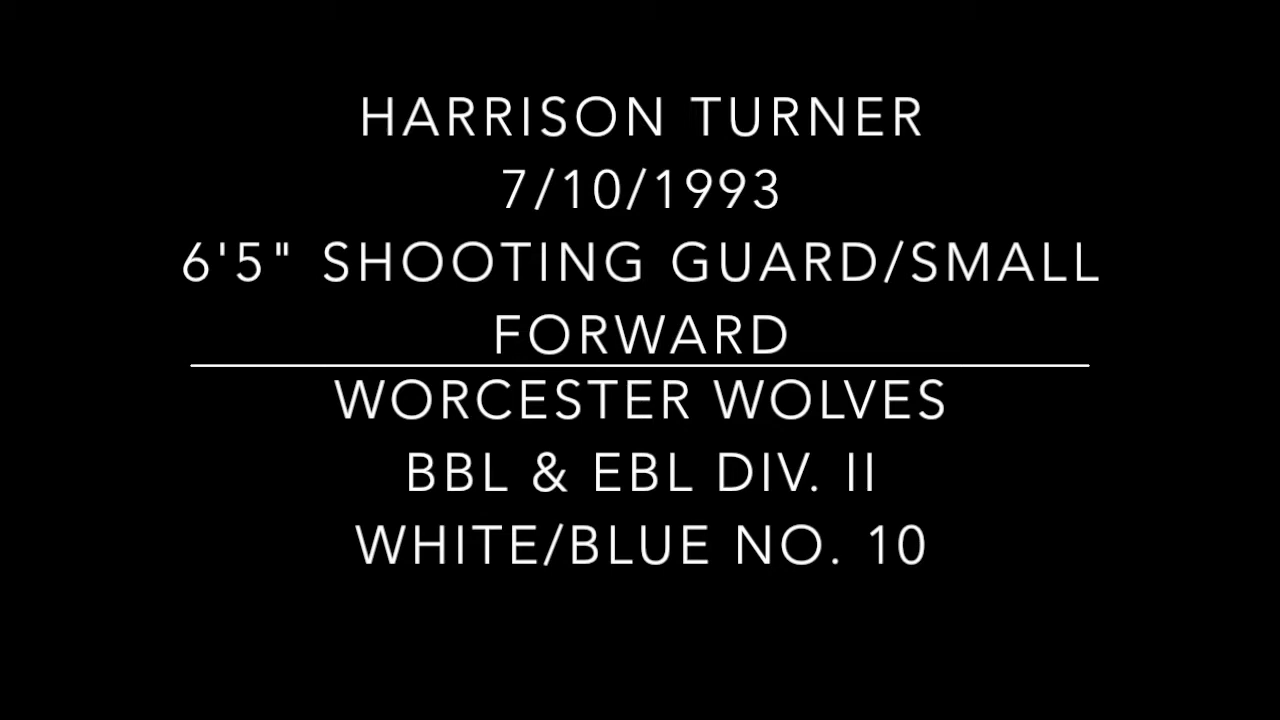 HARRISON TURNER
7/10/1993
6'5" SHOOTING GUARD/SMALL
FORWARD
WORCESTER WOLVES
BBL & EBL DIV. II
WHITE/BLUE NO. 10